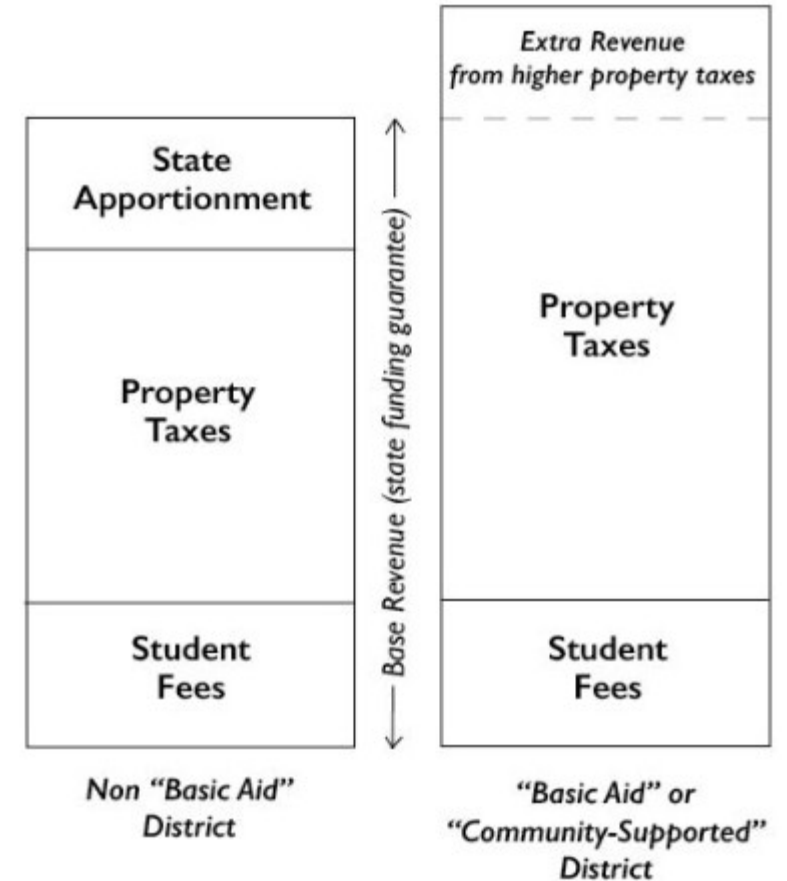 State
Apportionment
Property
Taxes
Student
Fees
Non “Basic Aid”
District
Base Revenue (state funding guarantee)
Extra Revenue
from higher property taxes
Property
Taxes
Student
Fees
“Basic Aid” or
“Community-Supported”
District